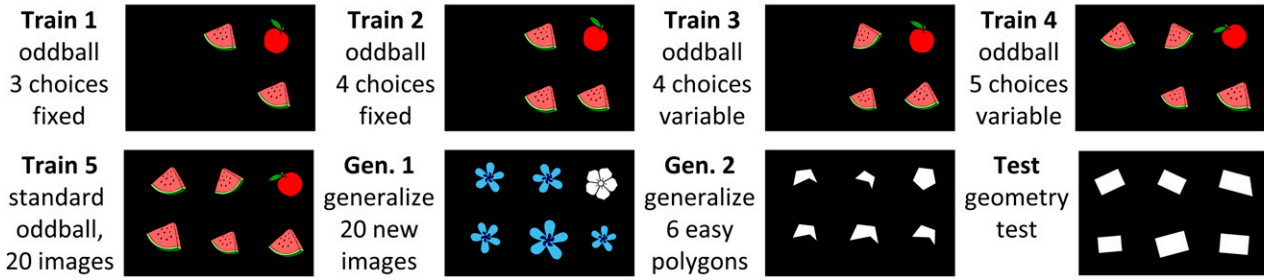 Train 1
oddball
3 choices
fixed
Train 2
oddball
4 choices
fixed
Train 3
oddball
4 choices
variable
Train 4
oddball
5 choices
variable
Train 5
standard
oddball,
20 images
Gen. 1
generalize
20 new
images
Gen. 2
generalize
6 easy
polygons
Test
geometry
test